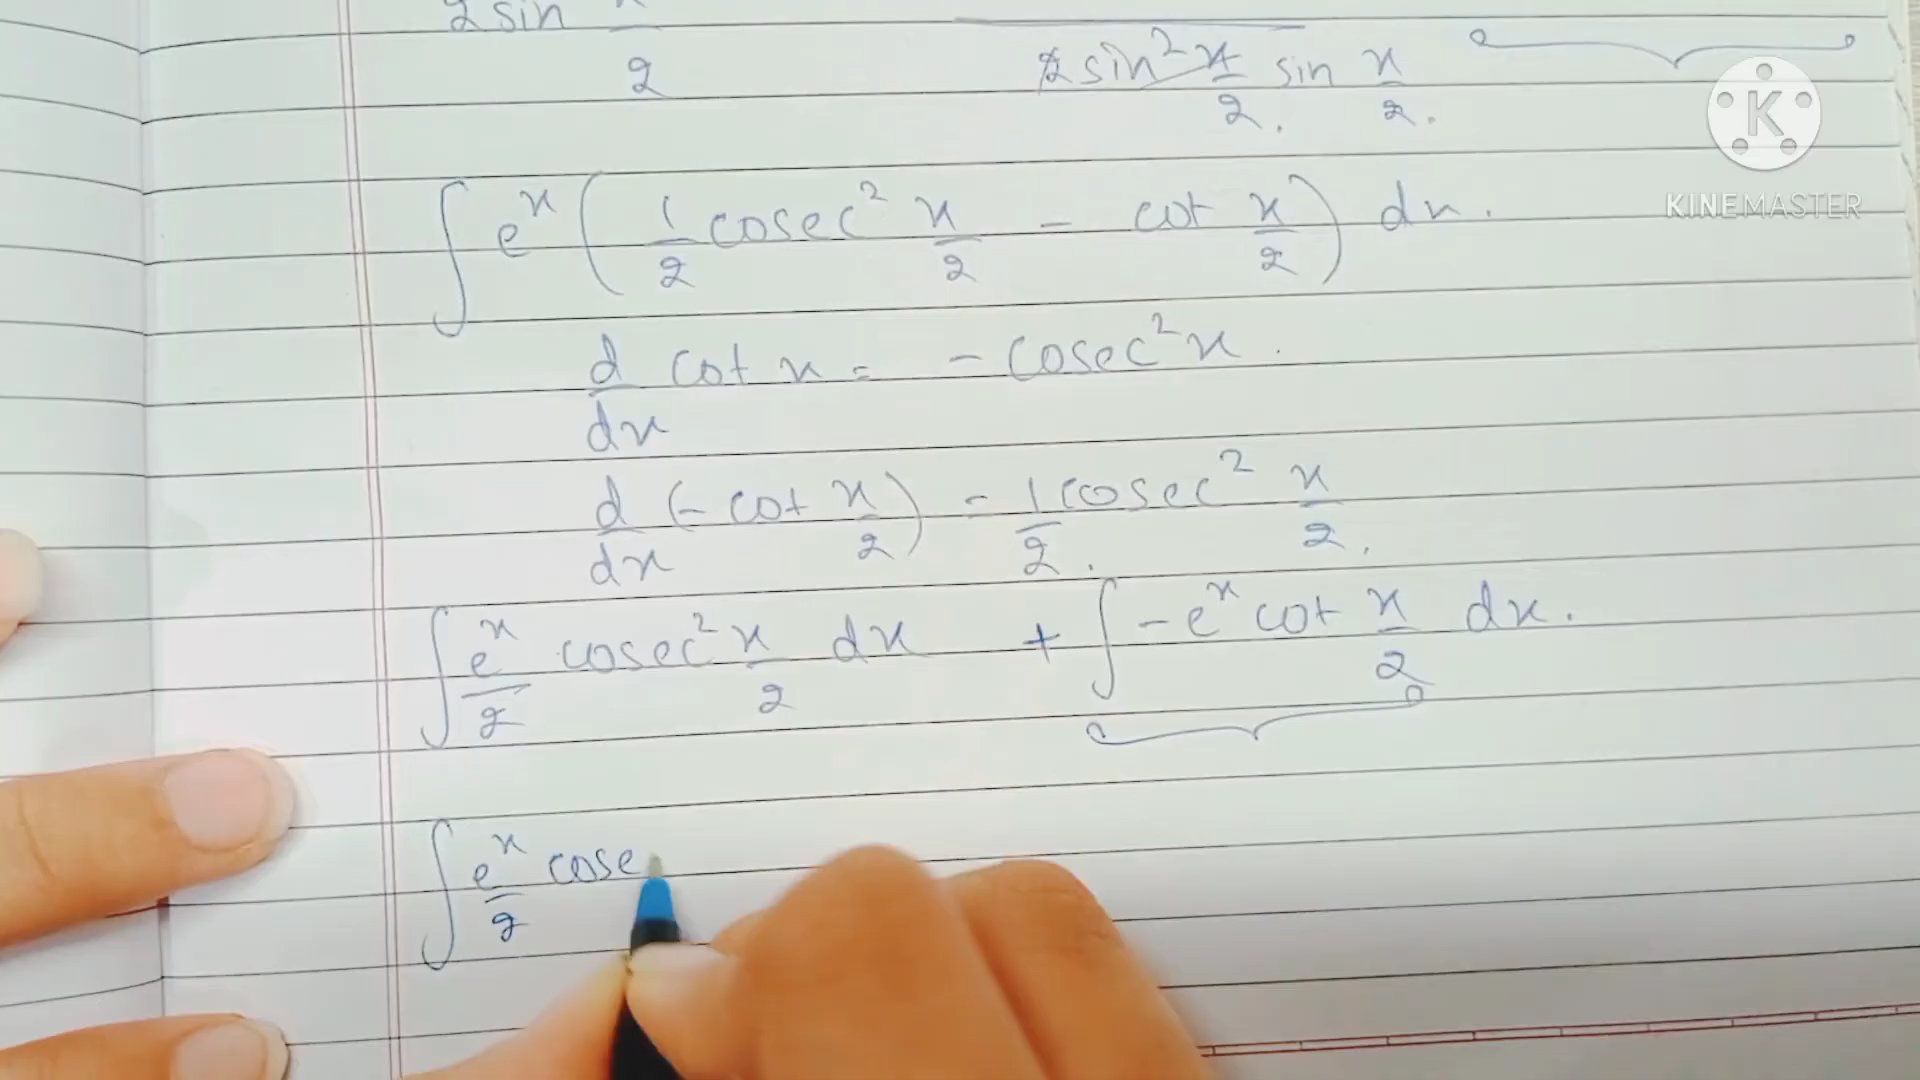 2 sin x/2
2 sin² x/2 sin x/2.
∫ eˣ ( 1/2 cosec² x/2 - cot x/2 ) dx.
d/dx cot x = - cosec² x.
d/dx (- cot x/2) = 1/2 cosec² x/2.
∫ eˣ/2 cosec² x/2 dx + ∫ - eˣ cot x/2 dx.
∫ eˣ/2 cose
K
KINEMASTER